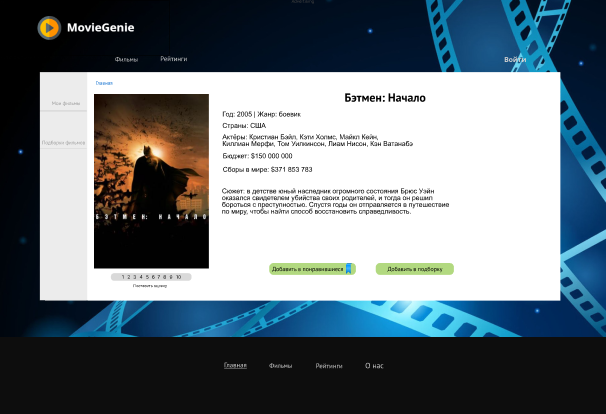 MovieGenie
Фильмы Рейтинги Войти
Главная
Мои фильмы
Подборки фильмов
Бэтмен: Начало
Год: 2005 | Жанр: боевик
Страны: США
Актёры: Кристиан Бэйл, Кэти Холмс, Майкл Кейн,
Киллиан Мерфи, Том Уилкинсон, Лиам Нисон, Кэн Ватанабэ
Бюджет: $150 000 000
Сборы в мире: $371 853 783
Сюжет: в детстве юный наследник огромного состояния Брюс Уэйн
оказался свидетелем убийства своих родителей, и тогда он решил
бороться с преступностью. Спустя годы он отправляется в путешествие
по миру, чтобы найти способ восстановить справедливость.
БЭТМЕН: НАЧАЛО
Добавить в понравившиеся
Добавить в подборку
1 2 3 4 5 6 7 8 9 10
Поставить оценку
Главная Фильмы Рейтинги О нас